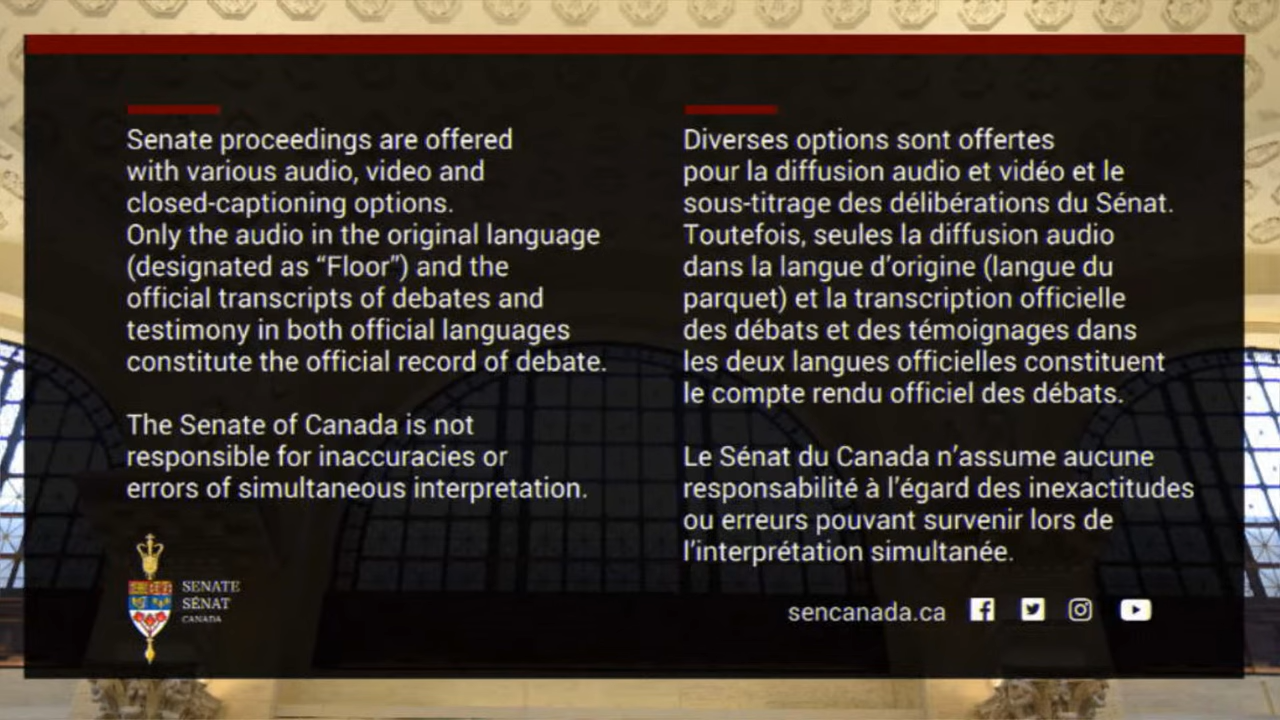 Senate proceedings are offered
with various audio, video and
closed-captioning options.
Only the audio in the original language
(designated as “Floor”) and the
official transcripts of debates and
testimony in both official languages
constitute the official record of debate.
The Senate of Canada is not
responsible for inaccuracies or
errors of simultaneous interpretation.
SENATE
SÉNAT
CANADA
Diverses options sont offertes
pour la diffusion audio et vidéo et le
sous-titrage des délibérations du Sénat.
Toutefois, seules la diffusion audio
dans la langue d’origine (langue du
parquet) et la transcription officielle
des débats et des témoignages dans
les deux langues officielles constituent
le compte rendu officiel des débats.
Le Sénat du Canada n’assume aucune
responsabilité à l’égard des inexactitudes
ou erreurs pouvant survenir lors de
l’interprétation simultanée.
sencanada.ca